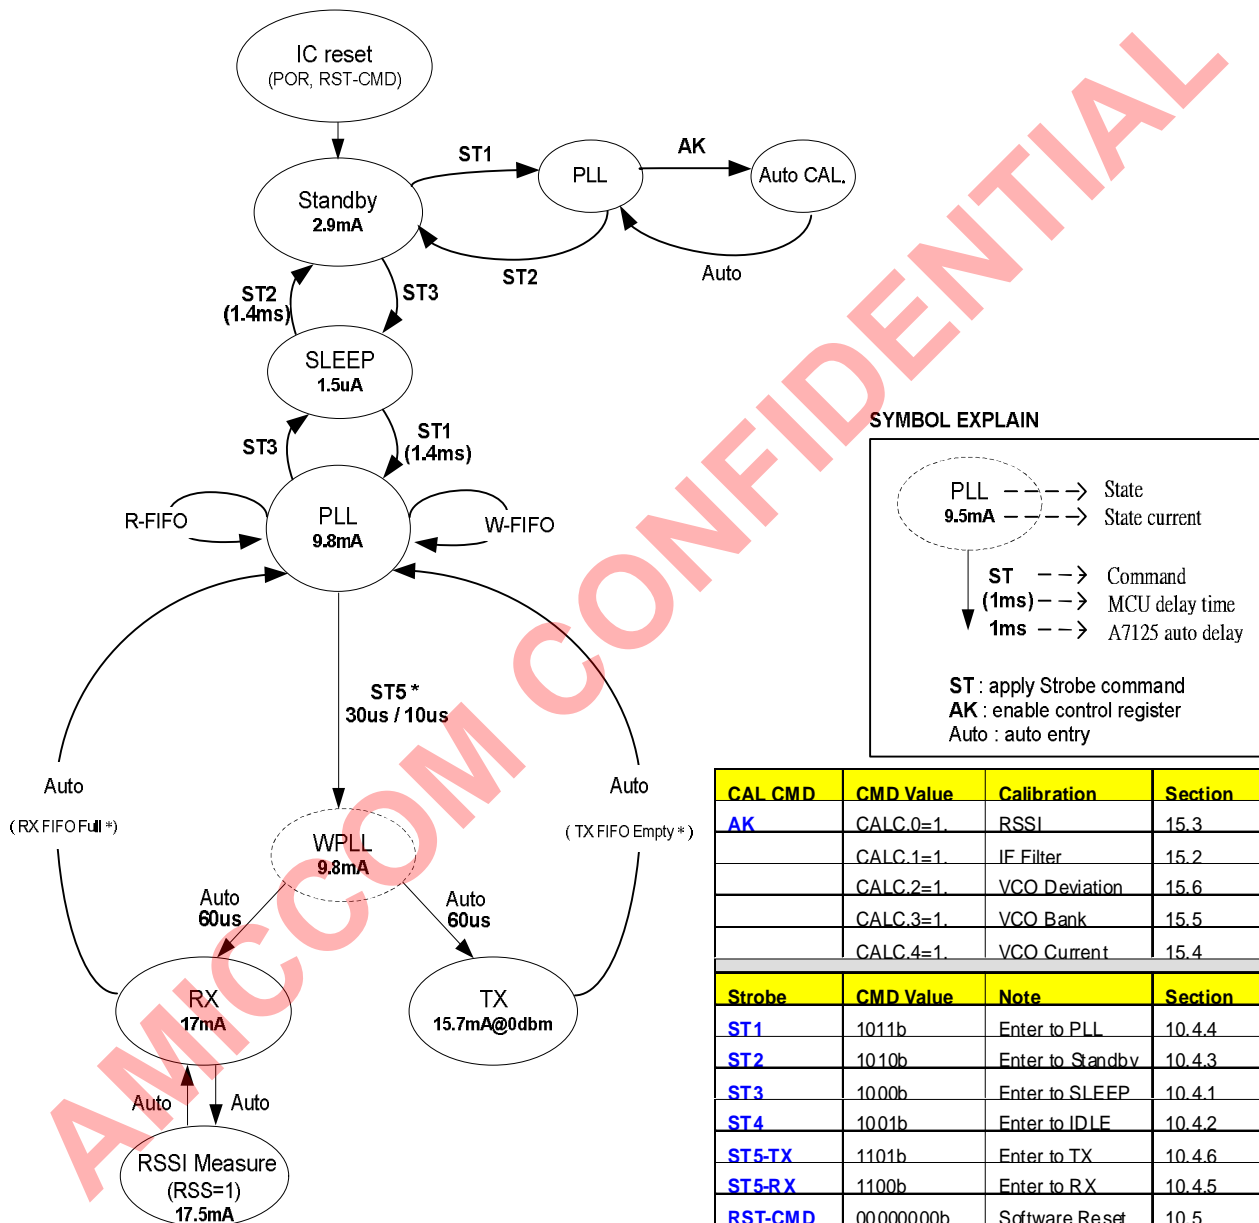 IC reset
(POR, RST-CMD)
ST1
AK
PLL
Auto CAL.
Standby
2.9mA
ST2
Auto
ST2
(1.4ms)
ST3
SLEEP
1.5uA
ST3
ST1
(1.4ms)
R-FIFO
PLL
9.8mA
W-FIFO
ST5 *
30us / 10us
Auto
( RX FIFO Full *)
Auto
( TX FIFO Empty * )
WPLL
9.8mA
Auto
60us
Auto
60us
RX
17mA
TX
15.7mA@0dbm
Auto
Auto
RSSI Measure
(RSS=1)
17.5mA
SYMBOL EXPLAIN
PLL State
9.5mA State current
ST Command
(1ms) MCU delay time
1ms A7125 auto delay
ST : apply Strobe command
AK : enable control register
Auto : auto entry
CAL CMD CMD Value Calibration Section
AK CALC.0=1. RSSI 15.3
CALC.1=1. IF Filter 15.2
CALC.2=1. VCO Deviation 15.6
CALC.3=1. VCO Bank 15.5
CALC.4=1. VCO Current 15.4
Strobe CMD Value Note Section
ST1 1011b Enter to PLL 10.4.4
ST2 1010b Enter to Standby 10.4.3
ST3 1000b Enter to SLEEP 10.4.1
ST4 1001b Enter to IDLE 10.4.2
ST5-TX 1101b Enter to TX 10.4.6
ST5-RX 1100b Enter to RX 10.4.5
RST-CMD 00000000b Software Reset 10.5
AMICCOM CONFIDENTIAL